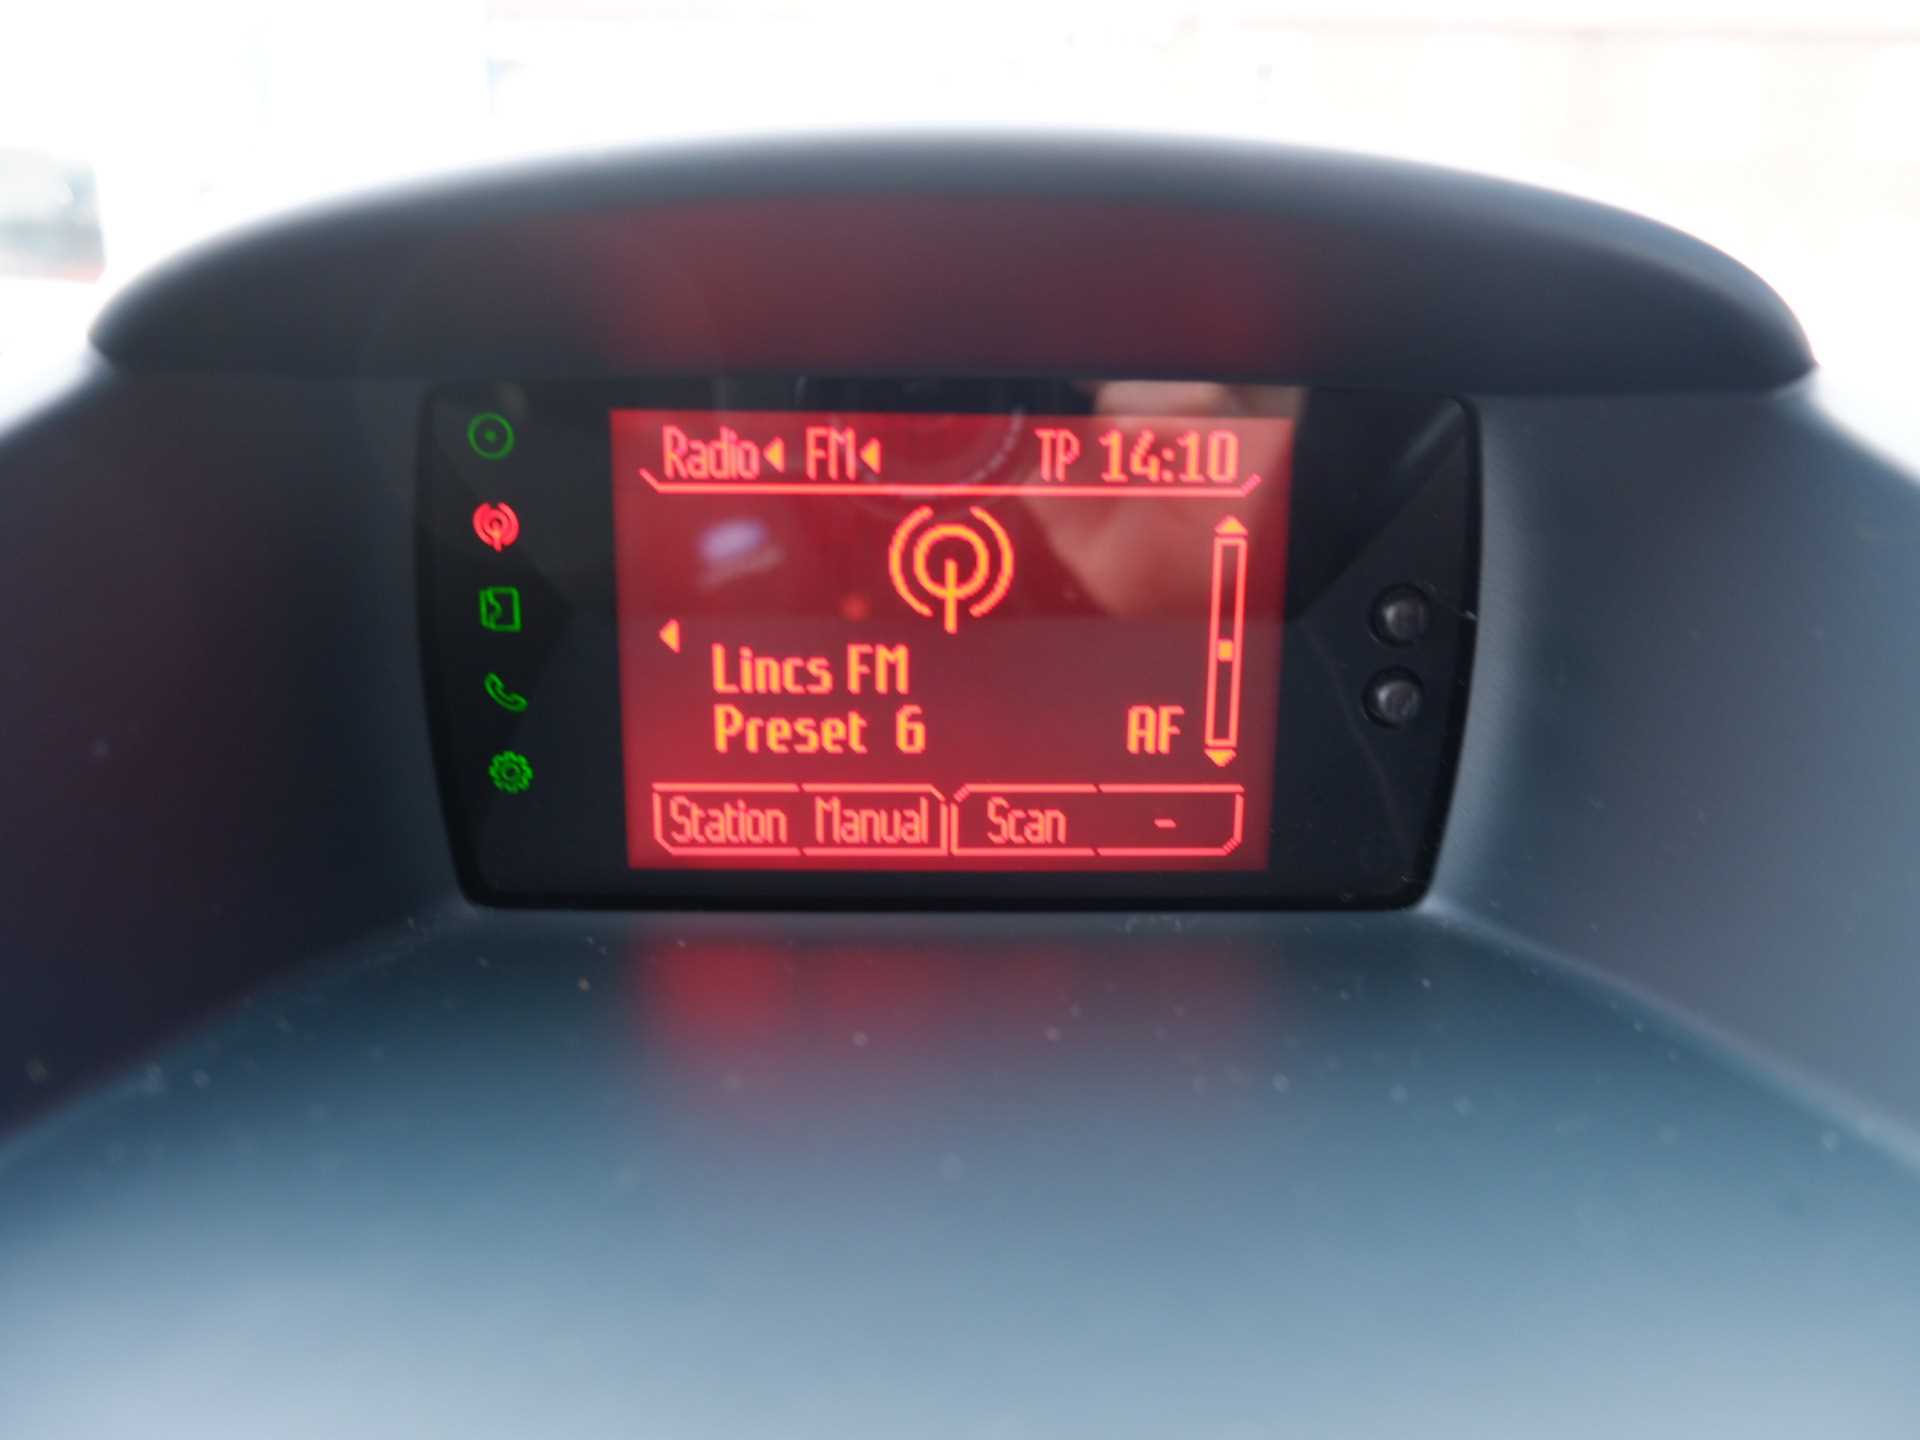 Radio FM TP 14:10
Lincs FM
Preset 6 AF
Station Manual Scan -